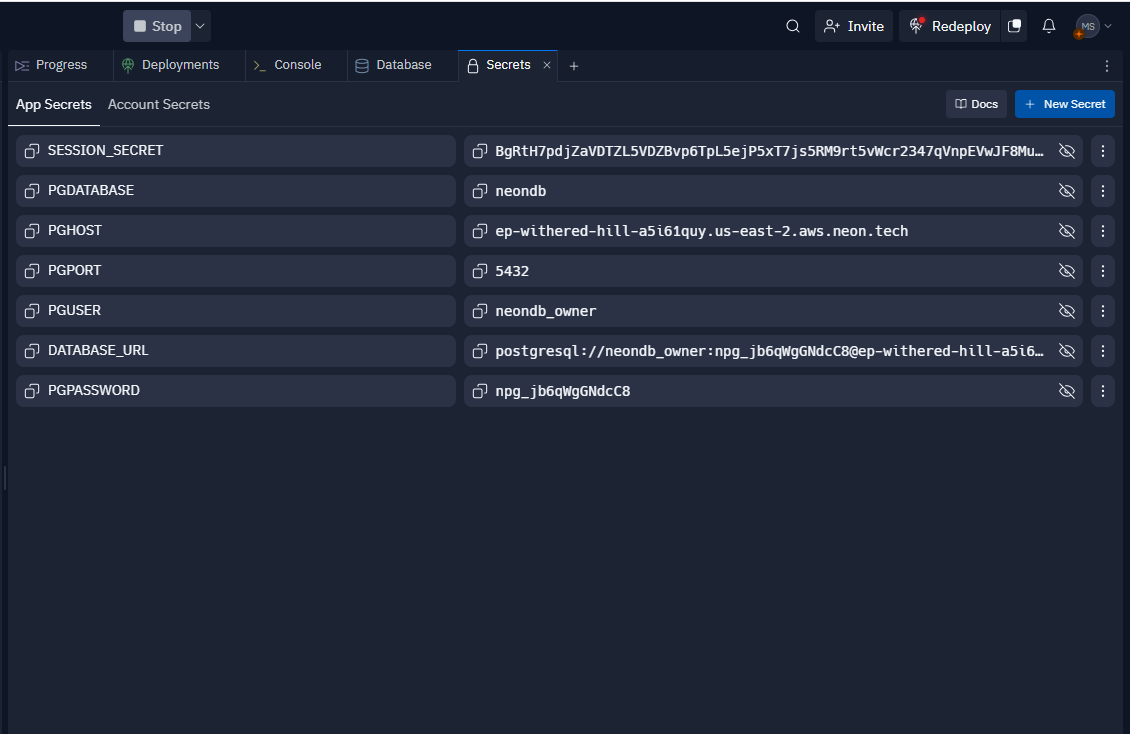 Stop
Invite
Redeploy
MS
Progress
Deployments
Console
Database
Secrets
App Secrets
Account Secrets
Docs
New Secret
SESSION_SECRET BgRtH7pdjZaVDTZL5VDZBvp6TpL5ejP5xT7js5RM9rt5vWcr2347qVnpEVwJF8Mu...
PGDATABASE neondb
PGHOST ep-withered-hill-a5i61quy.us-east-2.aws.neon.tech
PGPORT 5432
PGUSER neondb_owner
DATABASE_URL postgresql://neondb_owner:npg_jb6qWgGNdcC8@ep-withered-hill-a5i6...
PGPASSWORD npg_jb6qWgGNdcC8